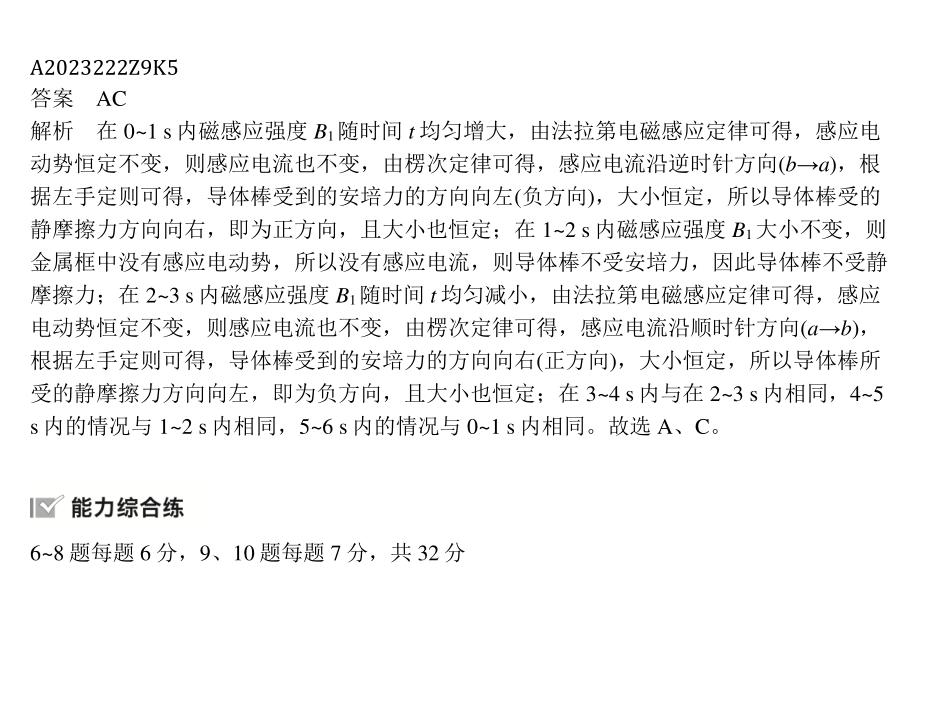 A2023222Z9K5
答案　AC
解析　在 0~1 s 内磁感应强度 B₁随时间 t 均匀增大，由法拉第电磁感应定律可得，感应电
动势恒定不变，则感应电流也不变，由楞次定律可得，感应电流沿逆时针方向(b→a)，根
据左手定则可得，导体棒受到的安培力的方向向左(负方向)，大小恒定，所以导体棒受的
静摩擦力方向向右，即为正方向，且大小也恒定；在 1~2 s 内磁感应强度 B₁大小不变，则
金属框中没有感应电动势，所以没有感应电流，则导体棒不受安培力，因此导体棒不受静
摩擦力；在 2~3 s 内磁感应强度 B₁随时间 t 均匀减小，由法拉第电磁感应定律可得，感应
电动势恒定不变，则感应电流也不变，由楞次定律可得，感应电流沿顺时针方向(a→b)，
根据左手定则可得，导体棒受到的安培力的方向向右(正方向)，大小恒定，所以导体棒所
受的静摩擦力方向向左，即为负方向，且大小也恒定；在 3~4 s 内与在 2~3 s 内相同，4~5
s 内的情况与 1~2 s 内相同，5~6 s 内的情况与 0~1 s 内相同。故选 A、C。
能力综合练
6~8 题每题 6 分，9、10 题每题 7 分，共 32 分